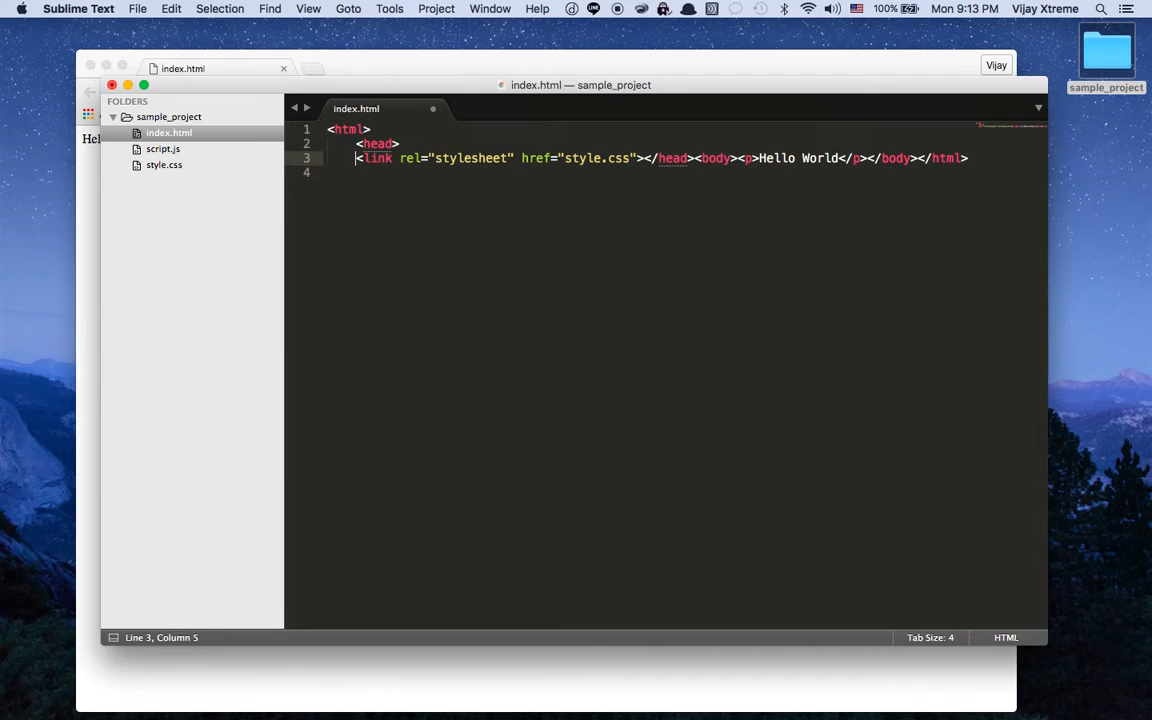 Sublime Text File Edit Selection Find View Goto Tools Project Window Help 100% Mon 9:13 PM Vijay Xtreme
index.html Vijay
index.html — sample_project
sample_project
FOLDERS
sample_project
index.html
script.js
style.css
Hel
index.html
1 <html>
2 <head>
3 <link rel="stylesheet" href="style.css"></head><body><p>Hello World</p></body></html>
4
Line 3, Column 5 Tab Size: 4 HTML